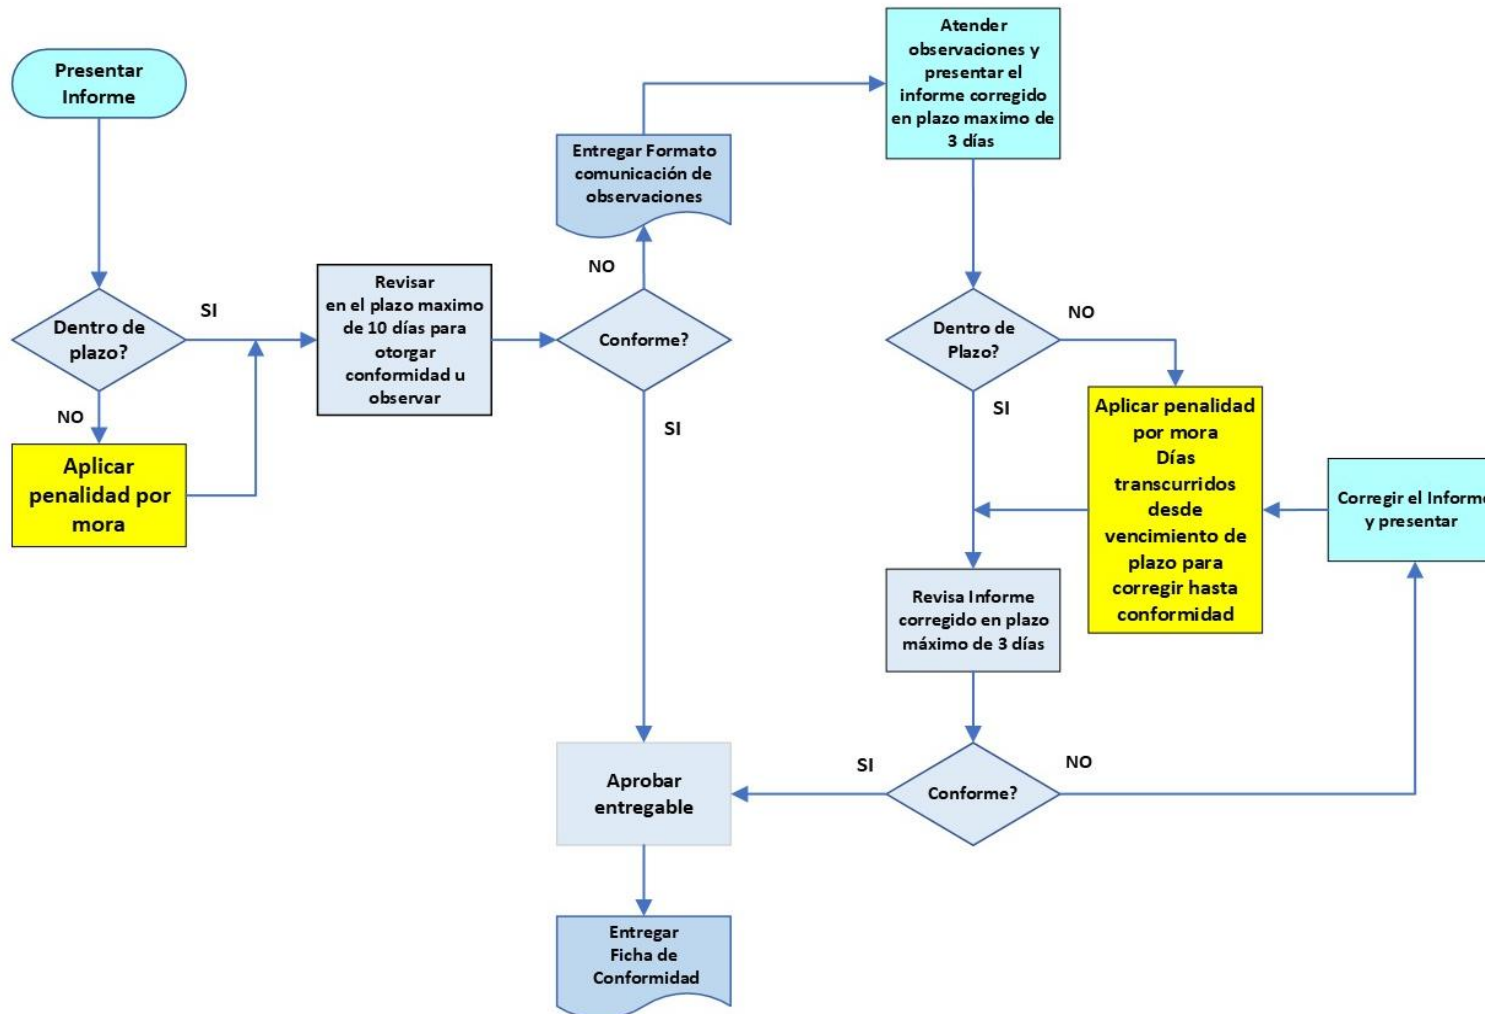 Presentar
Informe
Dentro de
plazo?
SI
NO
Aplicar
penalidad por
mora
Revisar
en el plazo maximo
de 10 días para
otorgar
conformidad u
observar
Conforme?
NO
SI
Entregar Formato
comunicación de
observaciones
Atender
observaciones y
presentar el
informe corregido
en plazo maximo de
3 días
Dentro de
Plazo?
NO
SI
Aplicar penalidad
por mora
Días
transcurridos
desde
vencimiento de
plazo para
corregir hasta
conformidad
Corregir el Informe
y presentar
Revisa Informe
corregido en plazo
máximo de 3 días
Conforme?
SI
NO
Aprobar
entregable
Entregar
Ficha de
Conformidad